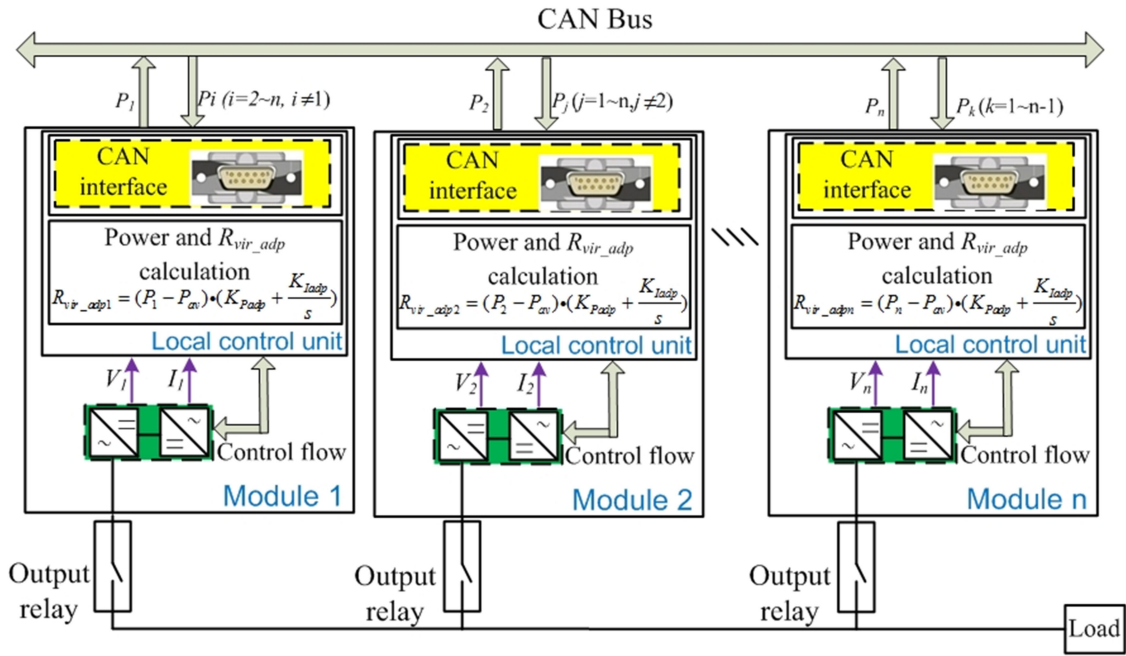 CAN Bus
P1
Pi (i=2~n, i≠1)
P2
Pj(j=1~n,j≠2)
Pn
Pk(k=1~n-1)
CAN
interface
CAN
interface
CAN
interface
Power and Rvir_adp
calculation
Rvir_adp1 = (P1 − Pav)•(KPadp + KIadp/s)
Local control unit
Power and Rvir_adp
calculation
Rvir_adp2 = (P2 − Pav)•(KPadp + KIadp/s)
Local control unit
Power and Rvir_adp
calculation
Rvir_adpn = (Pn − Pav)•(KPadp + KIadp/s)
Local control unit
V1
I1
V2
I2
Vn
In
Control flow
Control flow
Control flow
Module 1
Module 2
Module n
Output
relay
Output
relay
Output
relay
Load